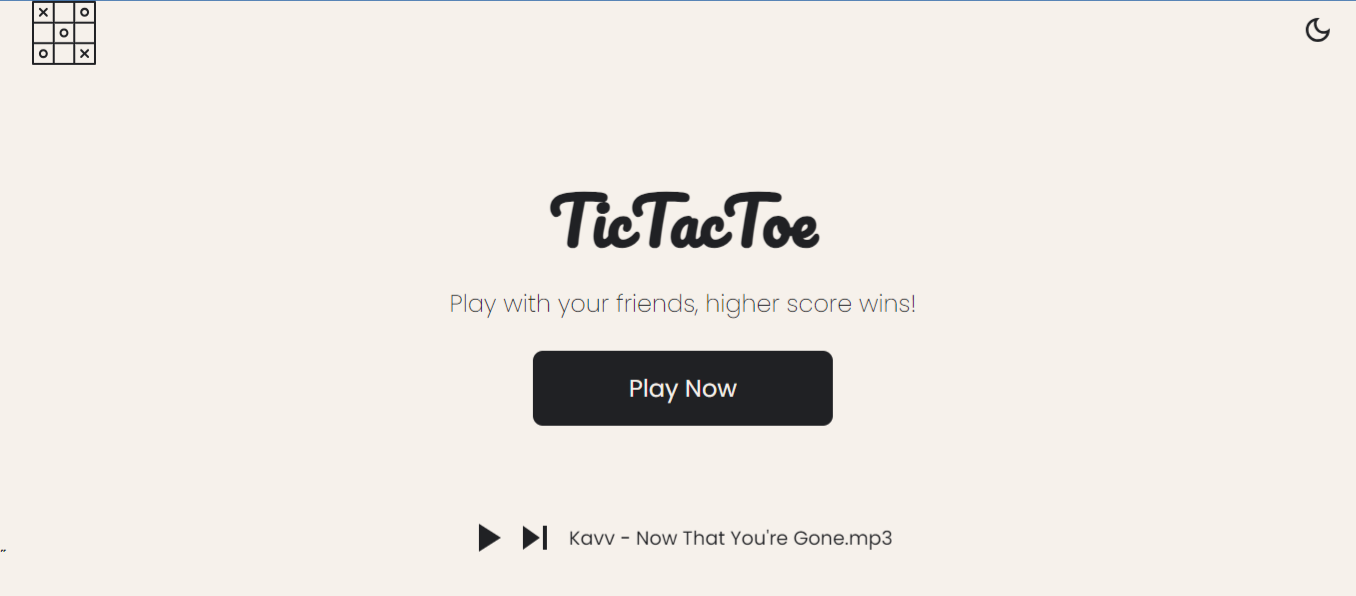 TicTacToe
Play with your friends, higher score wins!
Play Now
Kavv - Now That You're Gone.mp3